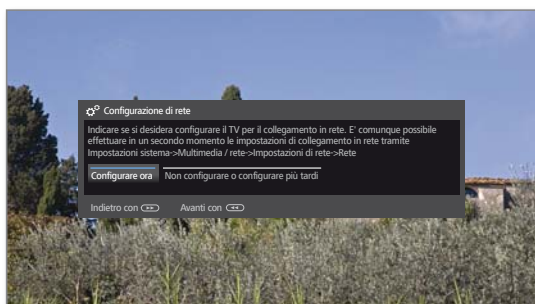 Configurazione di rete
Indicare se si desidera configurare il TV per il collegamento in rete. E' comunque possibile
effettuare in un secondo momento le impostazioni di collegamento in rete tramite
Impostazioni sistema->Multimedia / rete->Impostazioni di rete->Rete
Configurare ora Non configurare o configurare più tardi
Indietro con Avanti con